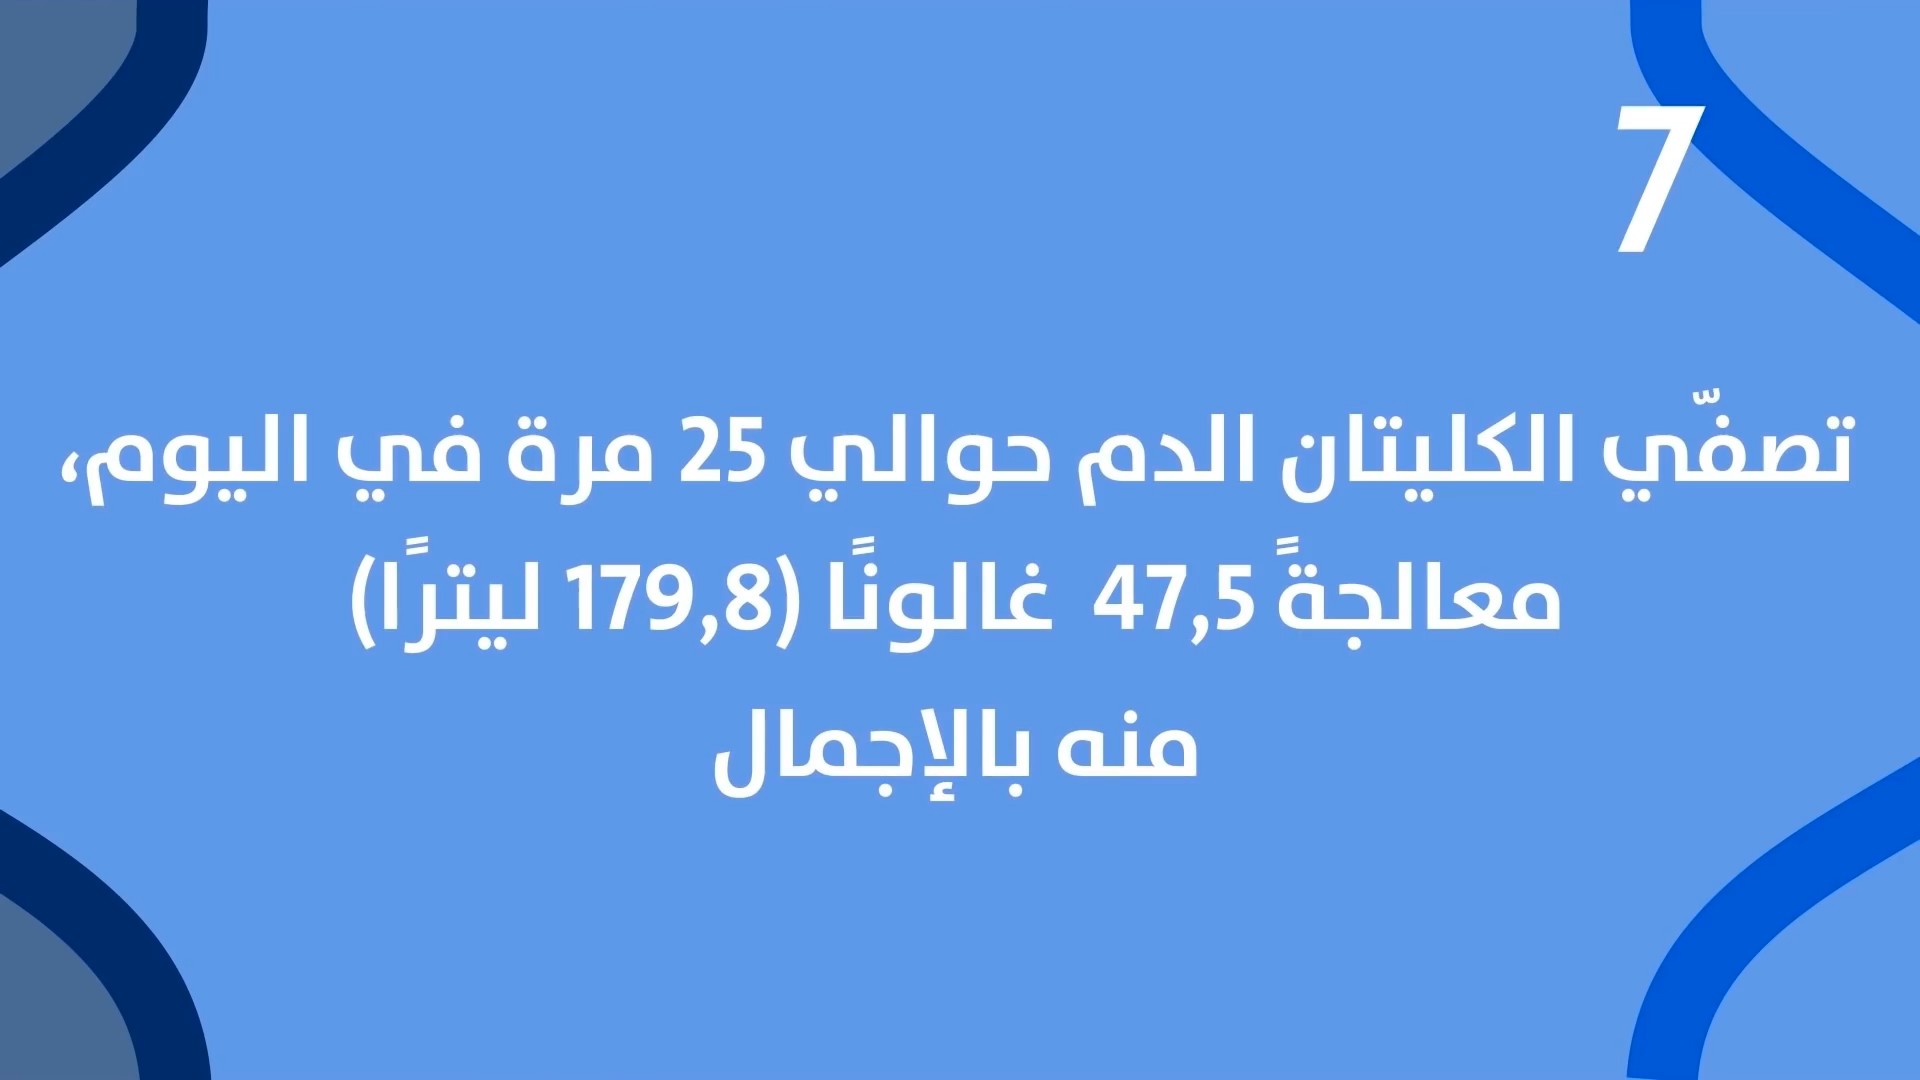 7
تصفّي الكليتان الدم حوالي 25 مرة في اليوم،
معالجةً 47,5 غالونًا (179,8 ليترًا)
منه بالإجمال